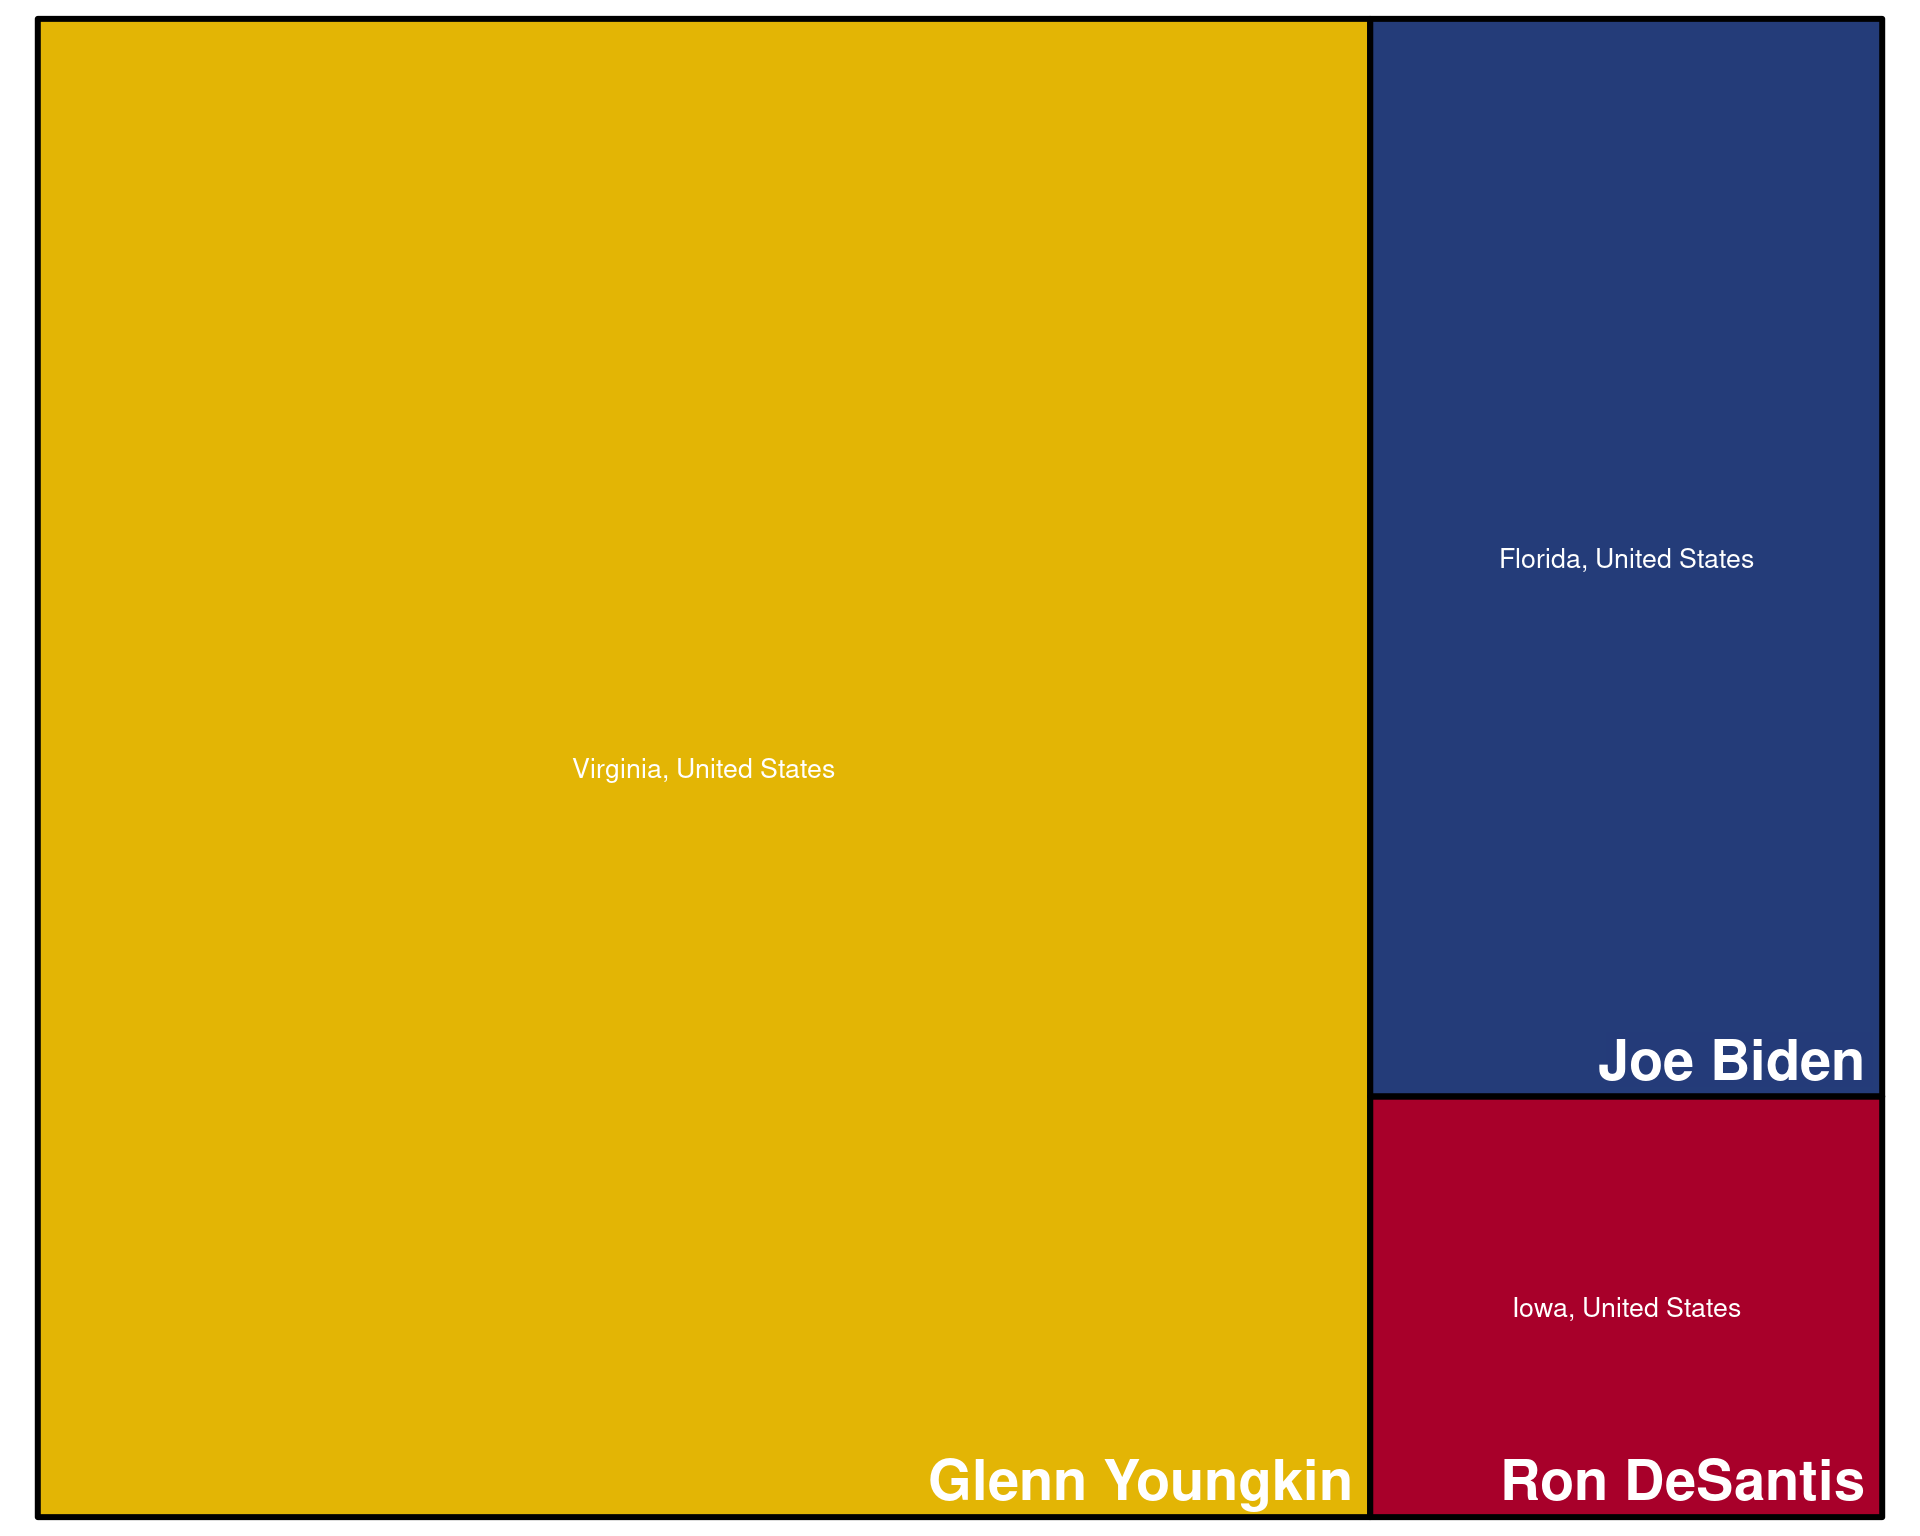 Virginia, United States
Glenn Youngkin
Florida, United States
Joe Biden
Iowa, United States
Ron DeSantis